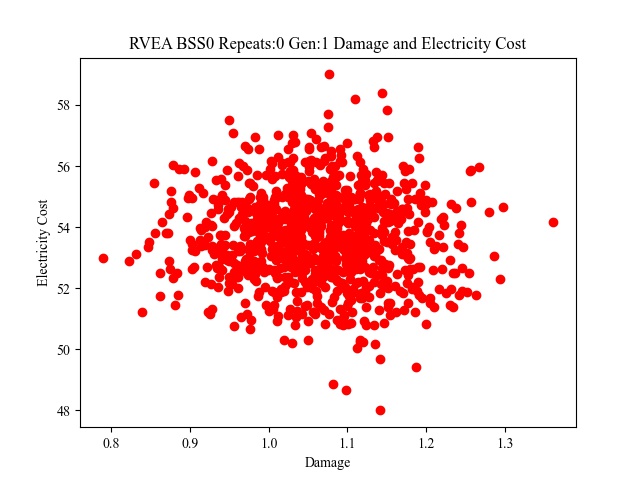 RVEA BSS0 Repeats:0 Gen:1 Damage and Electricity Cost
58
56
54
52
50
48
Electricity Cost
0.8 0.9 1.0 1.1 1.2 1.3
Damage